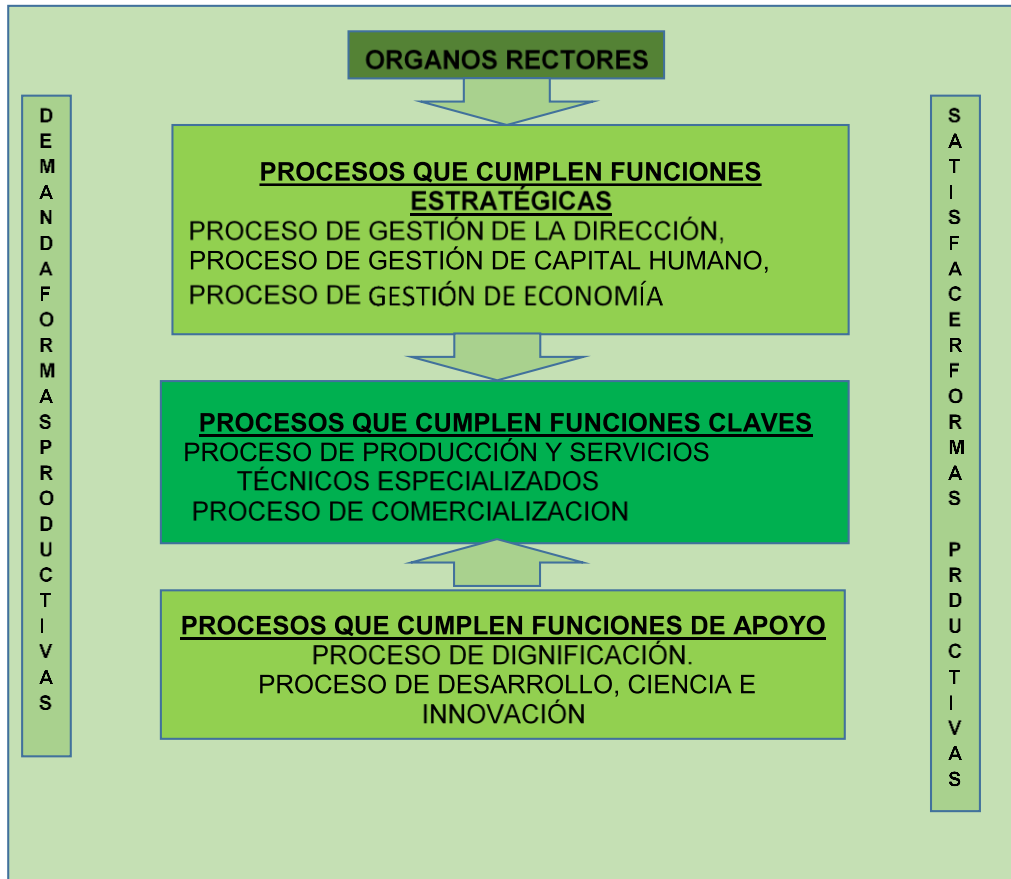 ORGANOS RECTORES
DEMANDAFORMASPRODUCTIVAS
PROCESOS QUE CUMPLEN FUNCIONES
ESTRATÉGICAS
PROCESO DE GESTIÓN DE LA DIRECCIÓN,
PROCESO DE GESTIÓN DE CAPITAL HUMANO,
PROCESO DE GESTIÓN DE ECONOMÍA
PROCESOS QUE CUMPLEN FUNCIONES CLAVES
PROCESO DE PRODUCCIÓN Y SERVICIOS
TÉCNICOS ESPECIALIZADOS
PROCESO DE COMERCIALIZACION
PROCESOS QUE CUMPLEN FUNCIONES DE APOYO
PROCESO DE DIGNIFICACIÓN.
PROCESO DE DESARROLLO, CIENCIA E
INNOVACIÓN
SATISFACERFORMAS PRDUCTIVAS